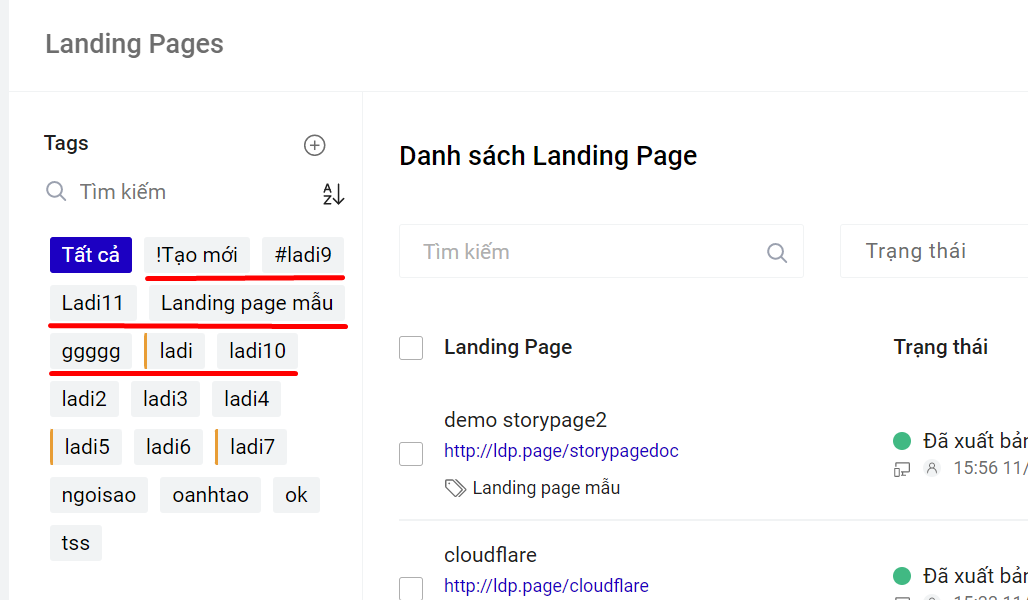 Landing Pages
Tags
Tìm kiếm
Tất cả !Tạo mới #ladi9
Ladi11 Landing page mẫu
ggggg ladi ladi10
ladi2 ladi3 ladi4
ladi5 ladi6 ladi7
ngoisao oanhtao ok
tss
Danh sách Landing Page
Tìm kiếm Trạng thái
Landing Page Trạng thái
demo storypage2
http://ldp.page/storypagedoc Đã xuất bản
Landing page mẫu 15:56 11/
cloudflare
http://ldp.page/cloudflare Đã xuất bản